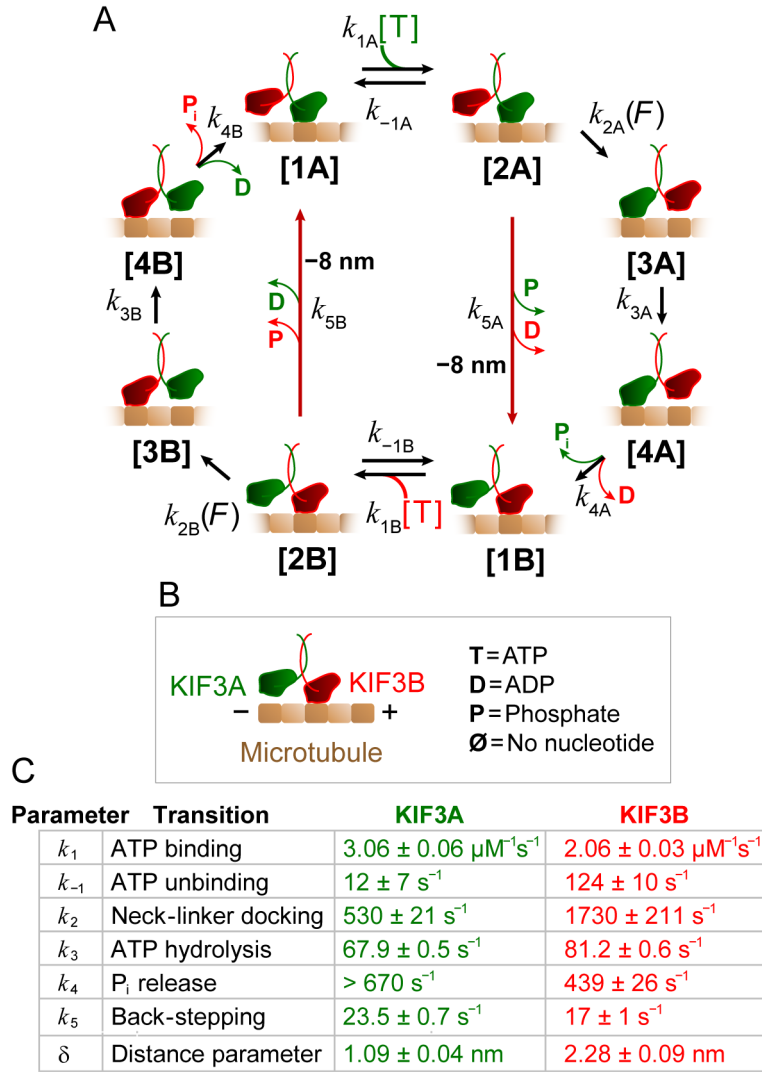 A
k1A[T]
k−1A
[1A]
[2A]
k2A(F)
Pi
k4B
D
[4B]
[3A]
−8 nm
k3B
D
P
k5B
k5A
P
D
k3A
−8 nm
[3B]
[4A]
k−1B
Pi
k2B(F)
k1B[T]
k4A
D
[2B]
[1B]
B
KIF3A
KIF3B
− +
Microtubule
T=ATP
D=ADP
P=Phosphate
Ø=No nucleotide
C
Parameter Transition KIF3A KIF3B
k1 ATP binding 3.06 ± 0.06 µM−1s−1 2.06 ± 0.03 µM−1s−1
k−1 ATP unbinding 12 ± 7 s−1 124 ± 10 s−1
k2 Neck-linker docking 530 ± 21 s−1 1730 ± 211 s−1
k3 ATP hydrolysis 67.9 ± 0.5 s−1 81.2 ± 0.6 s−1
k4 Pi release > 670 s−1 439 ± 26 s−1
k5 Back-stepping 23.5 ± 0.7 s−1 17 ± 1 s−1
δ Distance parameter 1.09 ± 0.04 nm 2.28 ± 0.09 nm